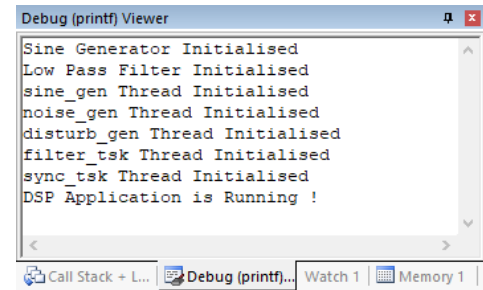 Debug (printf) Viewer
Sine Generator Initialised
Low Pass Filter Initialised
sine_gen Thread Initialised
noise_gen Thread Initialised
disturb_gen Thread Initialised
filter_tsk Thread Initialised
sync_tsk Thread Initialised
DSP Application is Running !
Call Stack + L... Debug (printf)... Watch 1 Memory 1